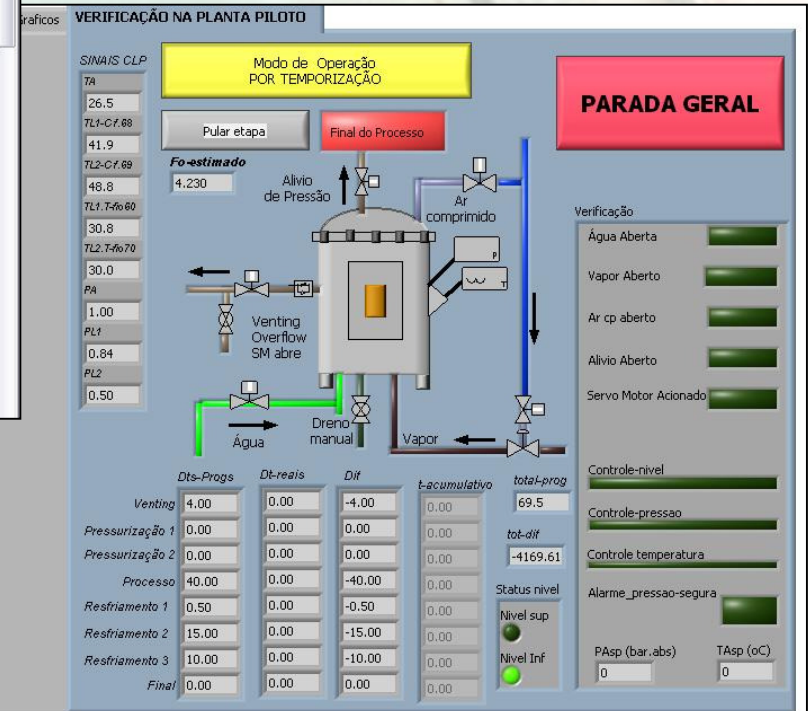 Graficos
VERIFICAÇÃO NA PLANTA PILOTO
SINAIS CLP
TA
26.5
TL1-Cf.68
41.9
TL2-Cf.69
48.8
TL1.T-fio60
30.8
TL2.T-fio70
30.0
PA
1.00
PL1
0.84
PL2
0.50
Modo de Operação
POR TEMPORIZAÇÃO
PARADA GERAL
Pular etapa
Final do Processo
Fo-estimado
4.230
Alivio
de Pressão
Ar
comprimido
P
T
Venting
Overflow
SM abre
Água
Dreno
manual
Vapor
Verificação
Água Aberta
Vapor Aberto
Ar cp aberto
Alivio Aberto
Servo Motor Acionado
Controle-nivel
Controle-pressao
Controle temperatura
Alarme_pressao-segura
PAsp (bar.abs)
TAsp (oC)
0
0
Dts-Progs Dt-reais Dif t-acumulativo
Venting 4.00 0.00 -4.00 0.00
Pressurização 1 0.00 0.00 0.00 0.00
Pressurização 2 0.00 0.00 0.00 0.00
Processo 40.00 0.00 -40.00 0.00
Resfriamento 1 0.50 0.00 -0.50 0.00
Resfriamento 2 15.00 0.00 -15.00 0.00
Resfriamento 3 10.00 0.00 -10.00 0.00
Final 0.00 0.00 0.00 0.00
total-prog
69.5
tot-dif
-4169.61
Status nivel
Nivel sup
Nivel Inf